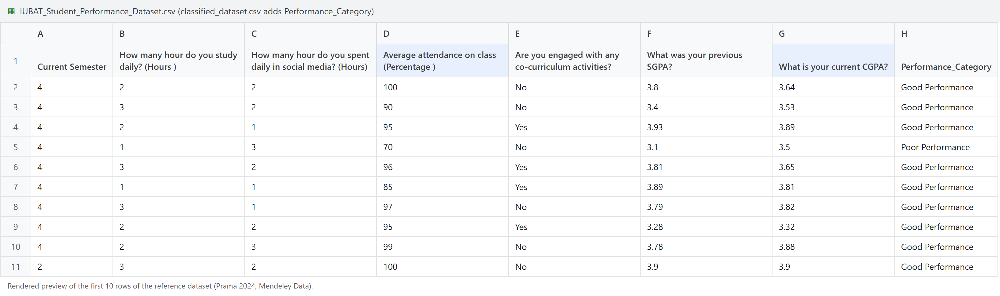 IUBAT_Student_Performance_Dataset.csv (classified_dataset.csv adds Performance_Category)
A B C D E F G H
1 Current Semester How many hour do you study daily? (Hours ) How many hour do you spent daily in social media? (Hours) Average attendance on class (Percentage ) Are you engaged with any co-curriculum activities? What was your previous SGPA? What is your current CGPA? Performance_Category
2 4 2 2 100 No 3.8 3.64 Good Performance
3 4 3 2 90 No 3.4 3.53 Good Performance
4 4 2 1 95 Yes 3.93 3.89 Good Performance
5 4 1 3 70 No 3.1 3.5 Poor Performance
6 4 3 2 96 Yes 3.81 3.65 Good Performance
7 4 1 1 85 Yes 3.89 3.81 Good Performance
8 4 3 1 97 No 3.79 3.82 Good Performance
9 4 2 2 95 Yes 3.28 3.32 Good Performance
10 4 2 3 99 No 3.78 3.88 Good Performance
11 2 3 2 100 No 3.9 3.9 Good Performance
Rendered preview of the first 10 rows of the reference dataset (Prama 2024, Mendeley Data).